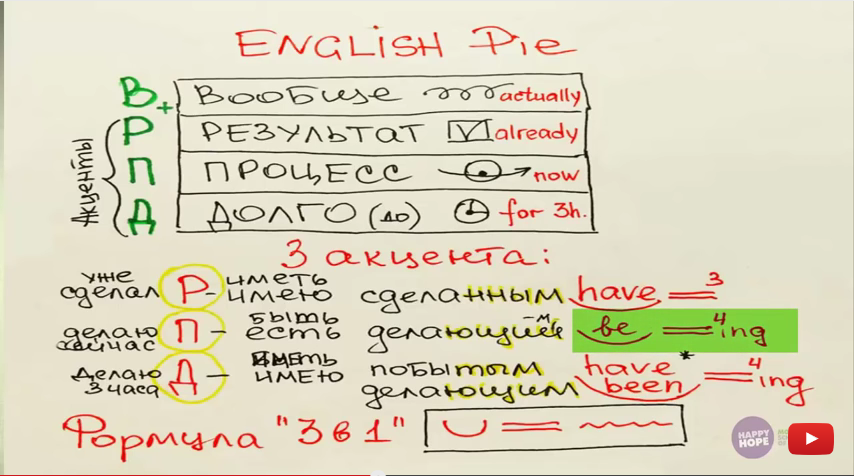 ENGLISH Pie
В+ ВООбще actually
Р РЕЗУЛЬТАТ V already
П ПРОЦЕСС now
Д ДОЛГО (до) for 3h.
Акценты
3 акцента:
уже сделал Р - иметь имею сделанным have 3
делаю сейчас П - быть есть делающим be 4 ing
Делаю 3 часа Д - иметь имею побытым делающим have been * 4 ing
Формула "3 в 1"
HAPPY HOPE